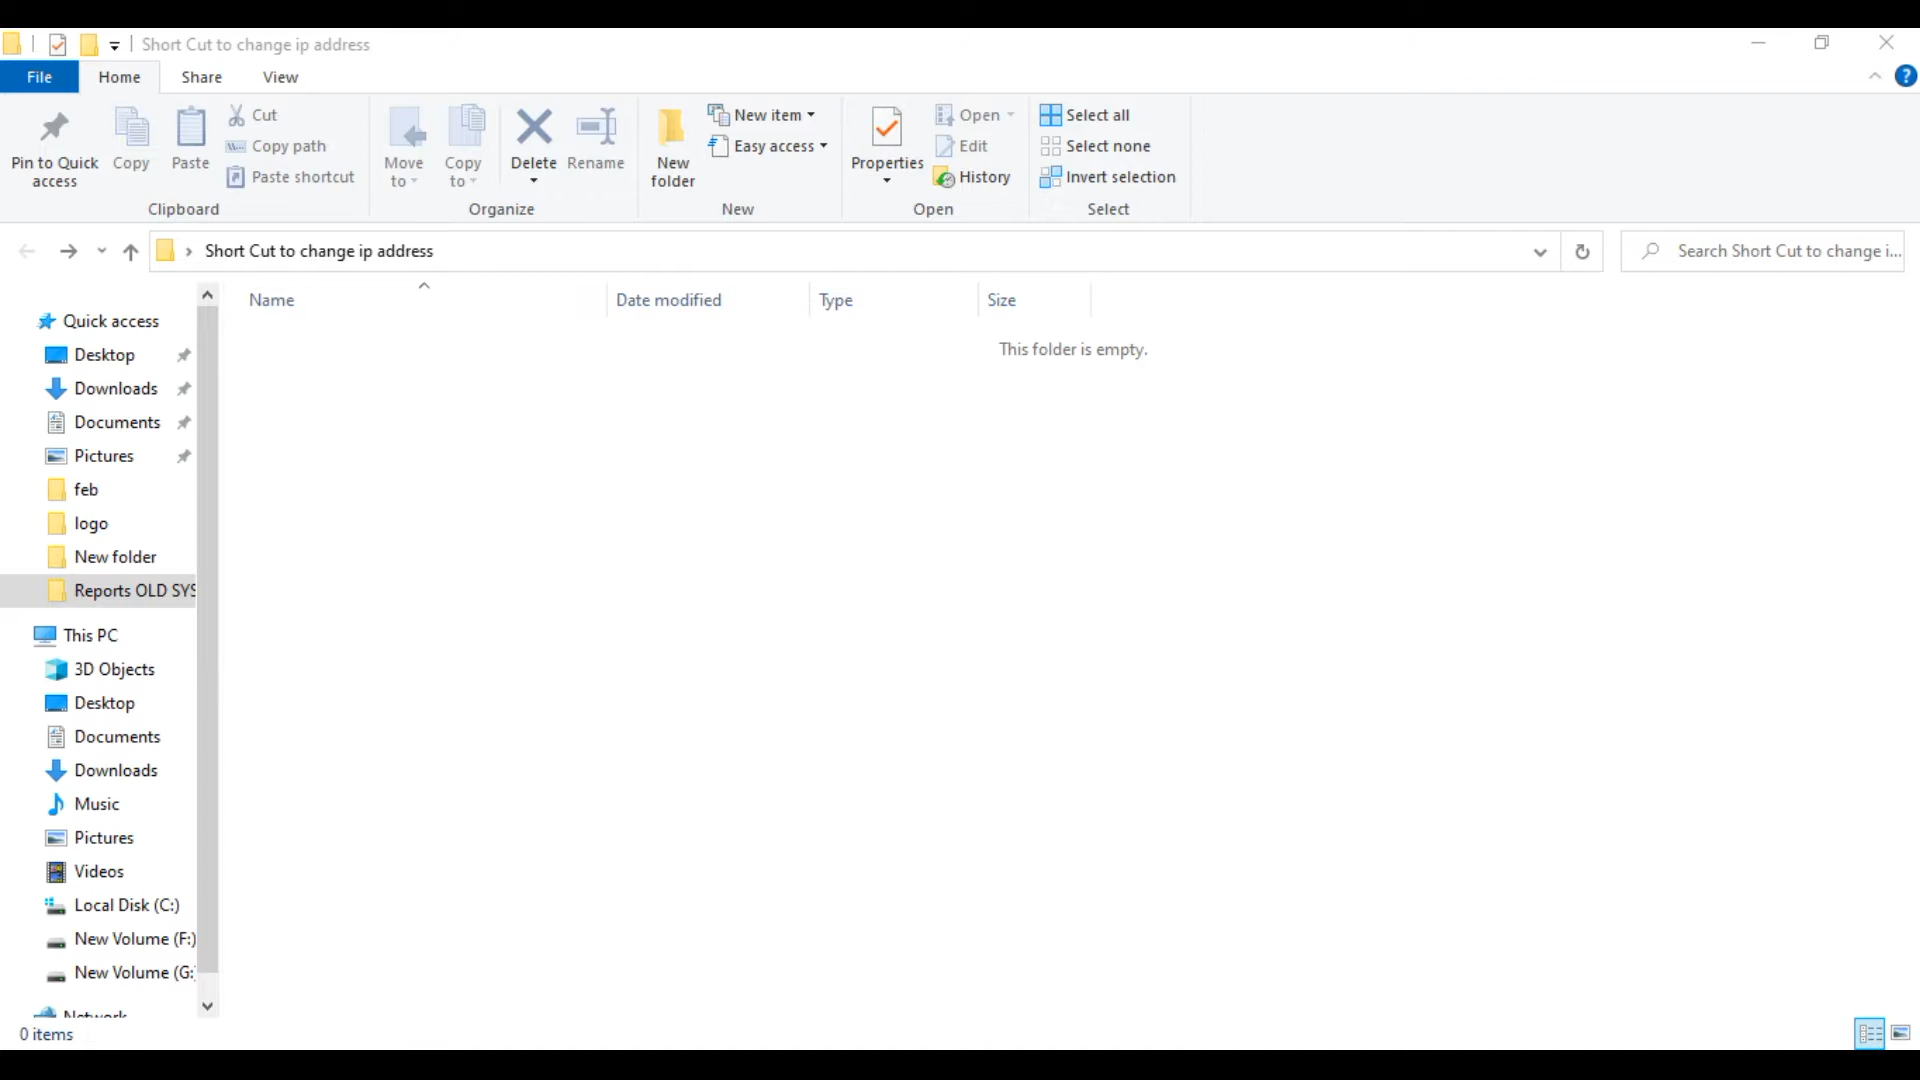 Short Cut to change ip address
File Home Share View
Pin to Quick access
Copy
Paste
Cut
Copy path
Paste shortcut
Clipboard
Move to
Copy to
Delete
Rename
Organize
New folder
New item
Easy access
New
Properties
Open
Edit
History
Open
Select all
Select none
Invert selection
Select
Short Cut to change ip address
Search Short Cut to change i...
Name Date modified Type Size
This folder is empty.
Quick access
Desktop
Downloads
Documents
Pictures
feb
logo
New folder
Reports OLD SYS
This PC
3D Objects
Desktop
Documents
Downloads
Music
Pictures
Videos
Local Disk (C:)
New Volume (F:)
New Volume (G:
Network
0 items